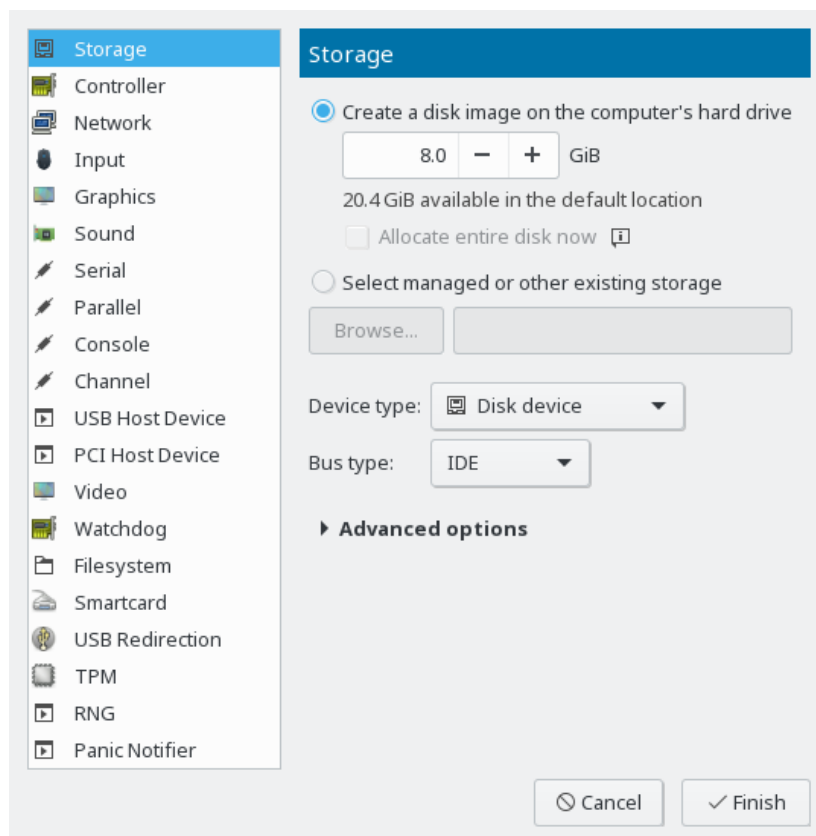 Storage
Controller
Network
Input
Graphics
Sound
Serial
Parallel
Console
Channel
USB Host Device
PCI Host Device
Video
Watchdog
Filesystem
Smartcard
USB Redirection
TPM
RNG
Panic Notifier
Storage
Create a disk image on the computer's hard drive
8.0 − + GiB
20.4 GiB available in the default location
Allocate entire disk now
Select managed or other existing storage
Browse...
Device type: Disk device
Bus type: IDE
Advanced options
Cancel Finish